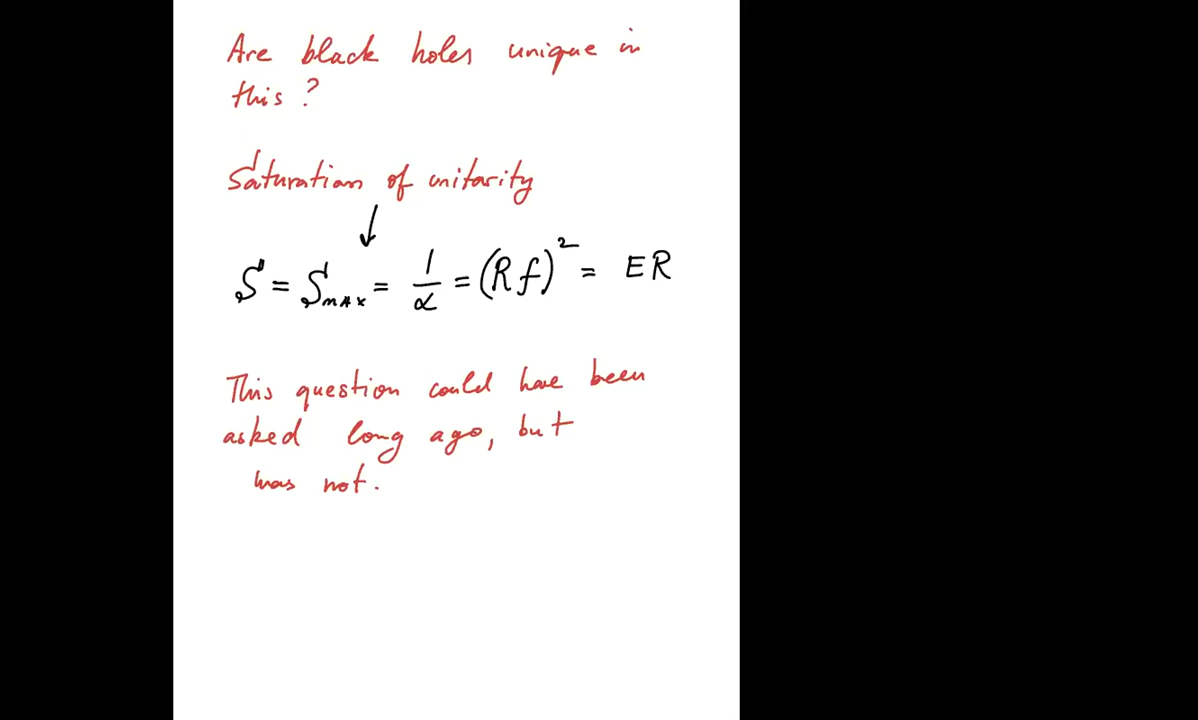 Are black holes unique in
this ?
Saturation of unitarity
↓
S = S_MAX = 1/α = (Rf)² = ER
This question could have been
asked long ago, but
was not.